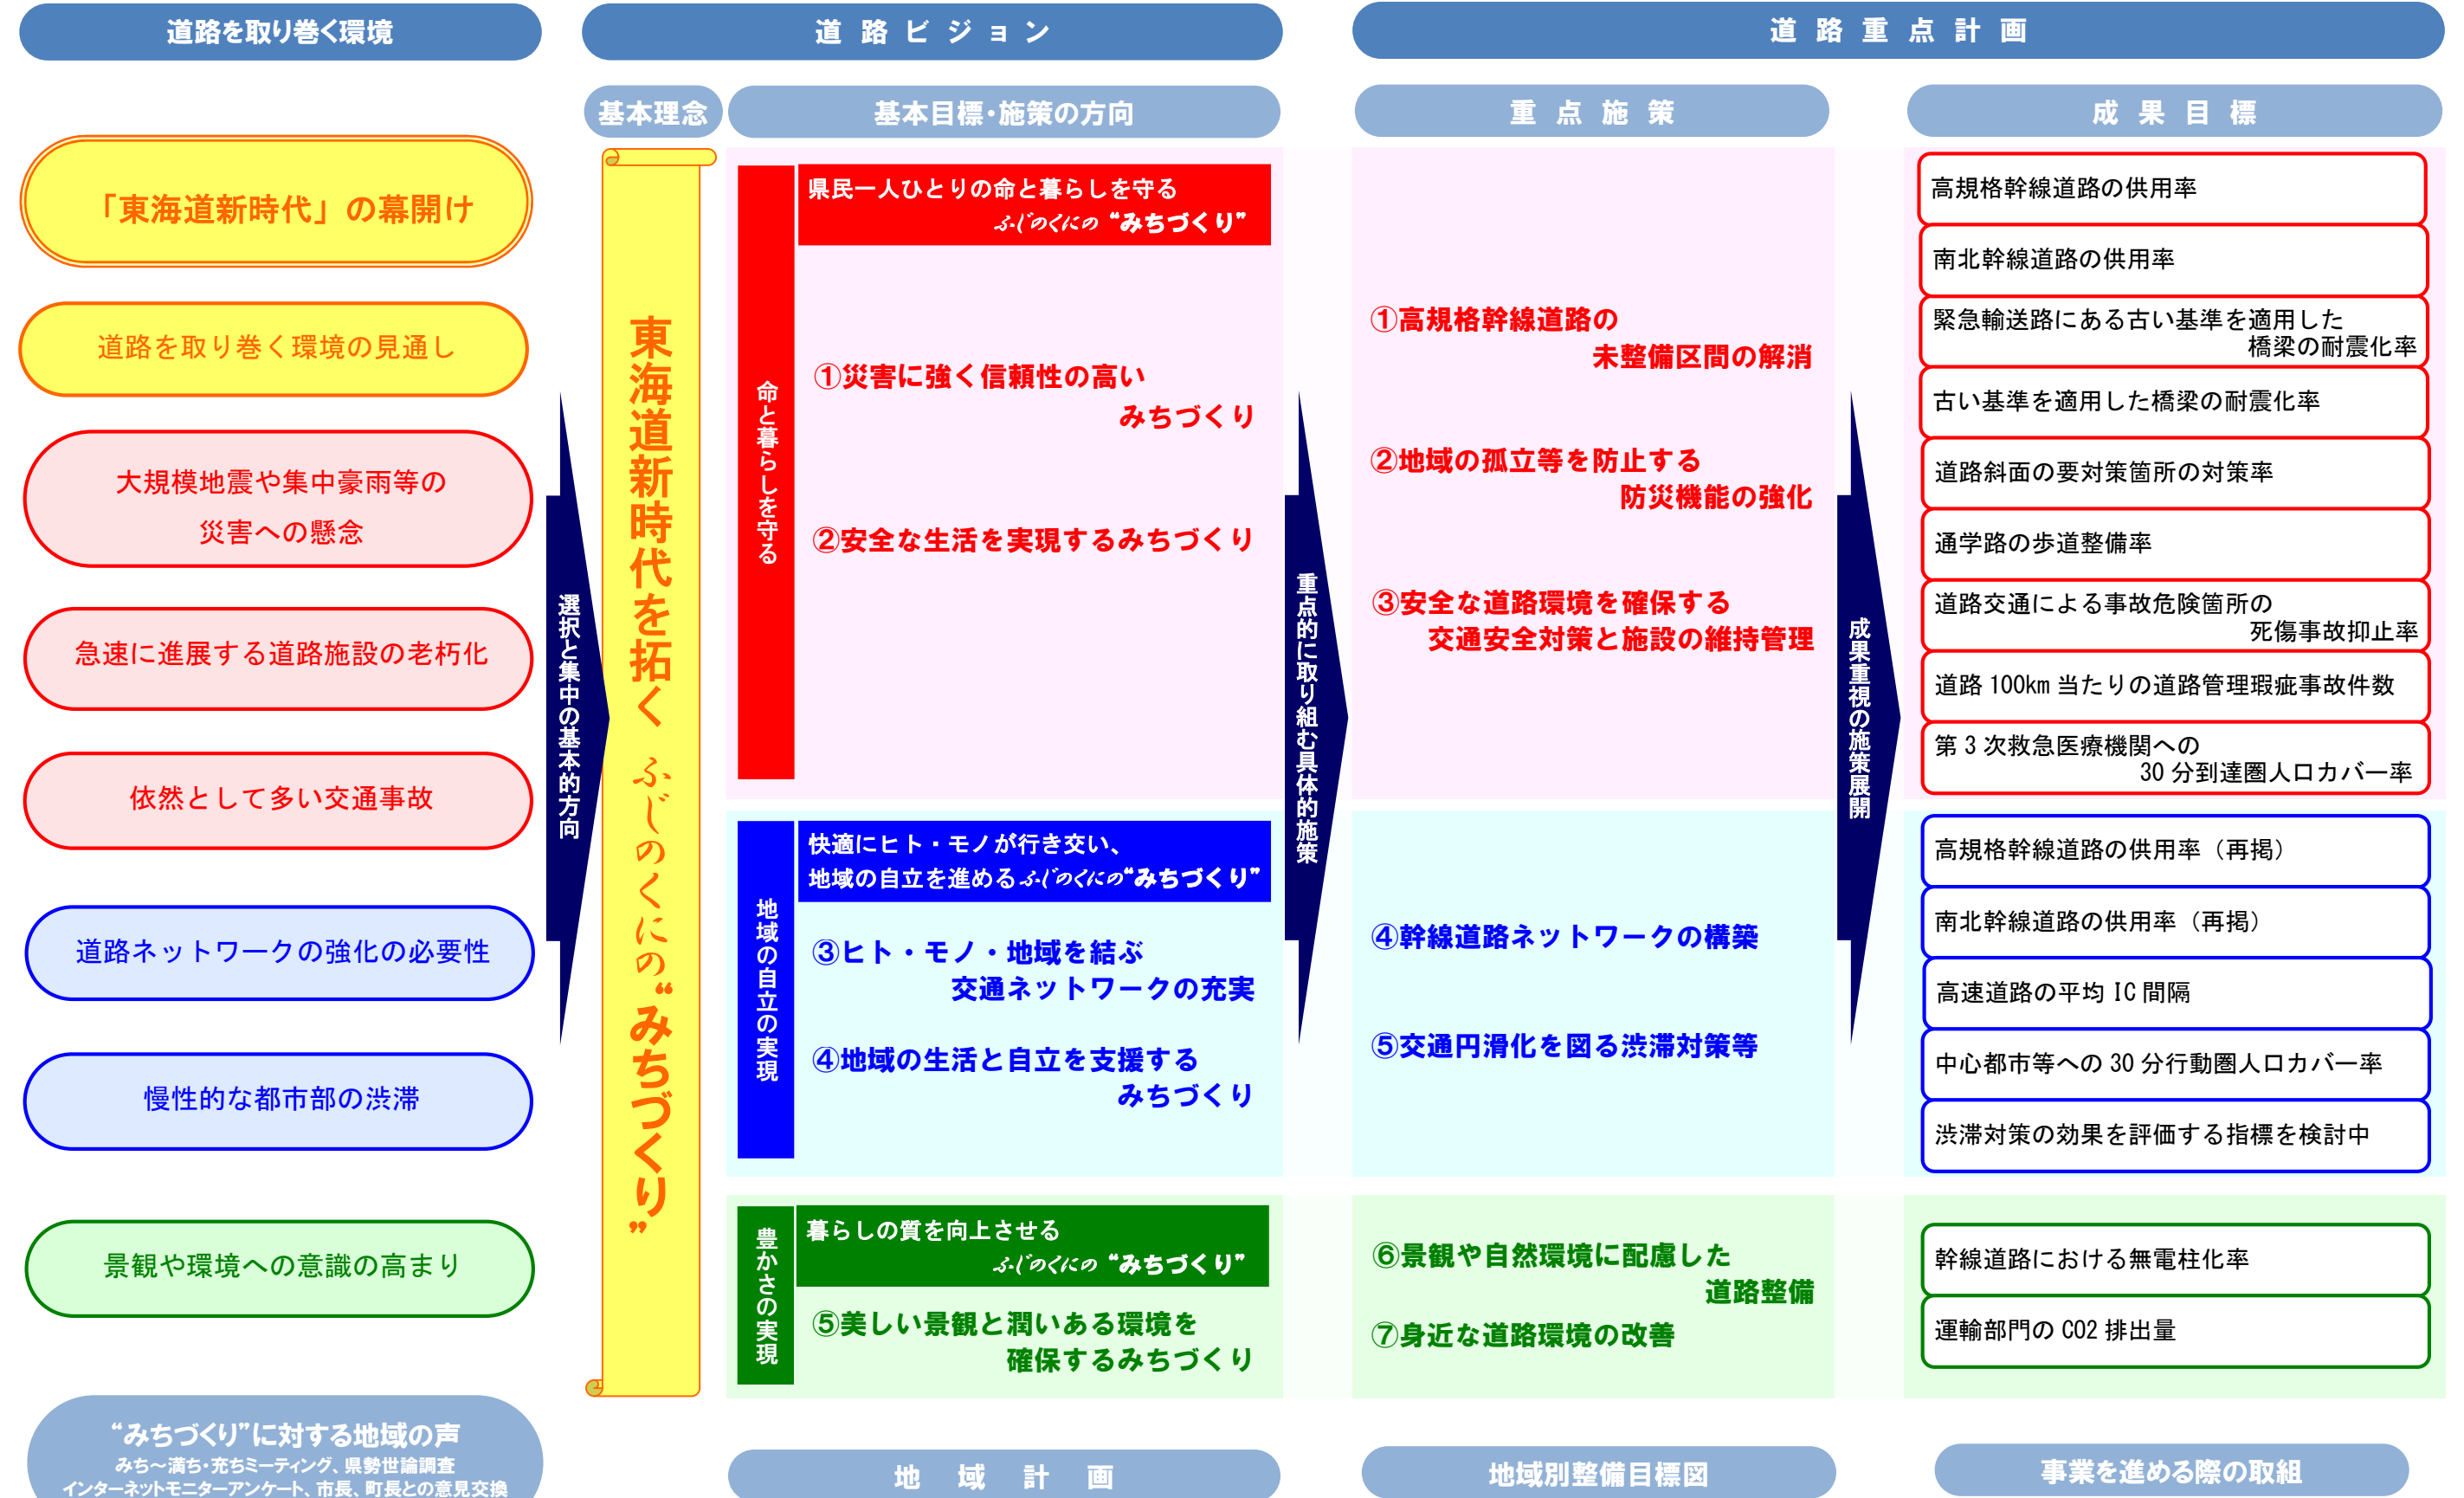 道路を取り巻く環境
「東海道新時代」の幕開け
道路を取り巻く環境の見通し
大規模地震や集中豪雨等の
災害への懸念
急速に進展する道路施設の老朽化
依然として多い交通事故
道路ネットワークの強化の必要性
慢性的な都市部の渋滞
景観や環境への意識の高まり
“みちづくり”に対する地域の声
みち～満ち・充ちミーティング、県勢世論調査
インターネットモニターアンケート、市長、町長との意見交換
選択と集中の基本的方向
道路ビジョン
基本理念
東海道新時代を拓く ふじのくにの“みちづくり”
基本目標・施策の方向
命と暮らしを守る
県民一人ひとりの命と暮らしを守る
ふじのくにの “みちづくり”
①災害に強く信頼性の高い
みちづくり
②安全な生活を実現するみちづくり
地域の自立の実現
快適にヒト・モノが行き交い、
地域の自立を進めるふじのくにの“みちづくり”
③ヒト・モノ・地域を結ぶ
交通ネットワークの充実
④地域の生活と自立を支援する
みちづくり
豊かさの実現
暮らしの質を向上させる
ふじのくにの “みちづくり”
⑤美しい景観と潤いある環境を
確保するみちづくり
地域計画
重点的に取り組む具体的施策
道路重点計画
重点施策
①高規格幹線道路の
未整備区間の解消
②地域の孤立等を防止する
防災機能の強化
③安全な道路環境を確保する
交通安全対策と施設の維持管理
④幹線道路ネットワークの構築
⑤交通円滑化を図る渋滞対策等
⑥景観や自然環境に配慮した
道路整備
⑦身近な道路環境の改善
地域別整備目標図
成果重視の施策展開
成果目標
高規格幹線道路の供用率
南北幹線道路の供用率
緊急輸送路にある古い基準を適用した
橋梁の耐震化率
古い基準を適用した橋梁の耐震化率
道路斜面の要対策箇所の対策率
通学路の歩道整備率
道路交通による事故危険箇所の
死傷事故抑止率
道路 100km 当たりの道路管理瑕疵事故件数
第 3 次救急医療機関への
30 分到達圏人口カバー率
高規格幹線道路の供用率（再掲）
南北幹線道路の供用率（再掲）
高速道路の平均 IC 間隔
中心都市等への 30 分行動圏人口カバー率
渋滞対策の効果を評価する指標を検討中
幹線道路における無電柱化率
運輸部門の CO2 排出量
事業を進める際の取組